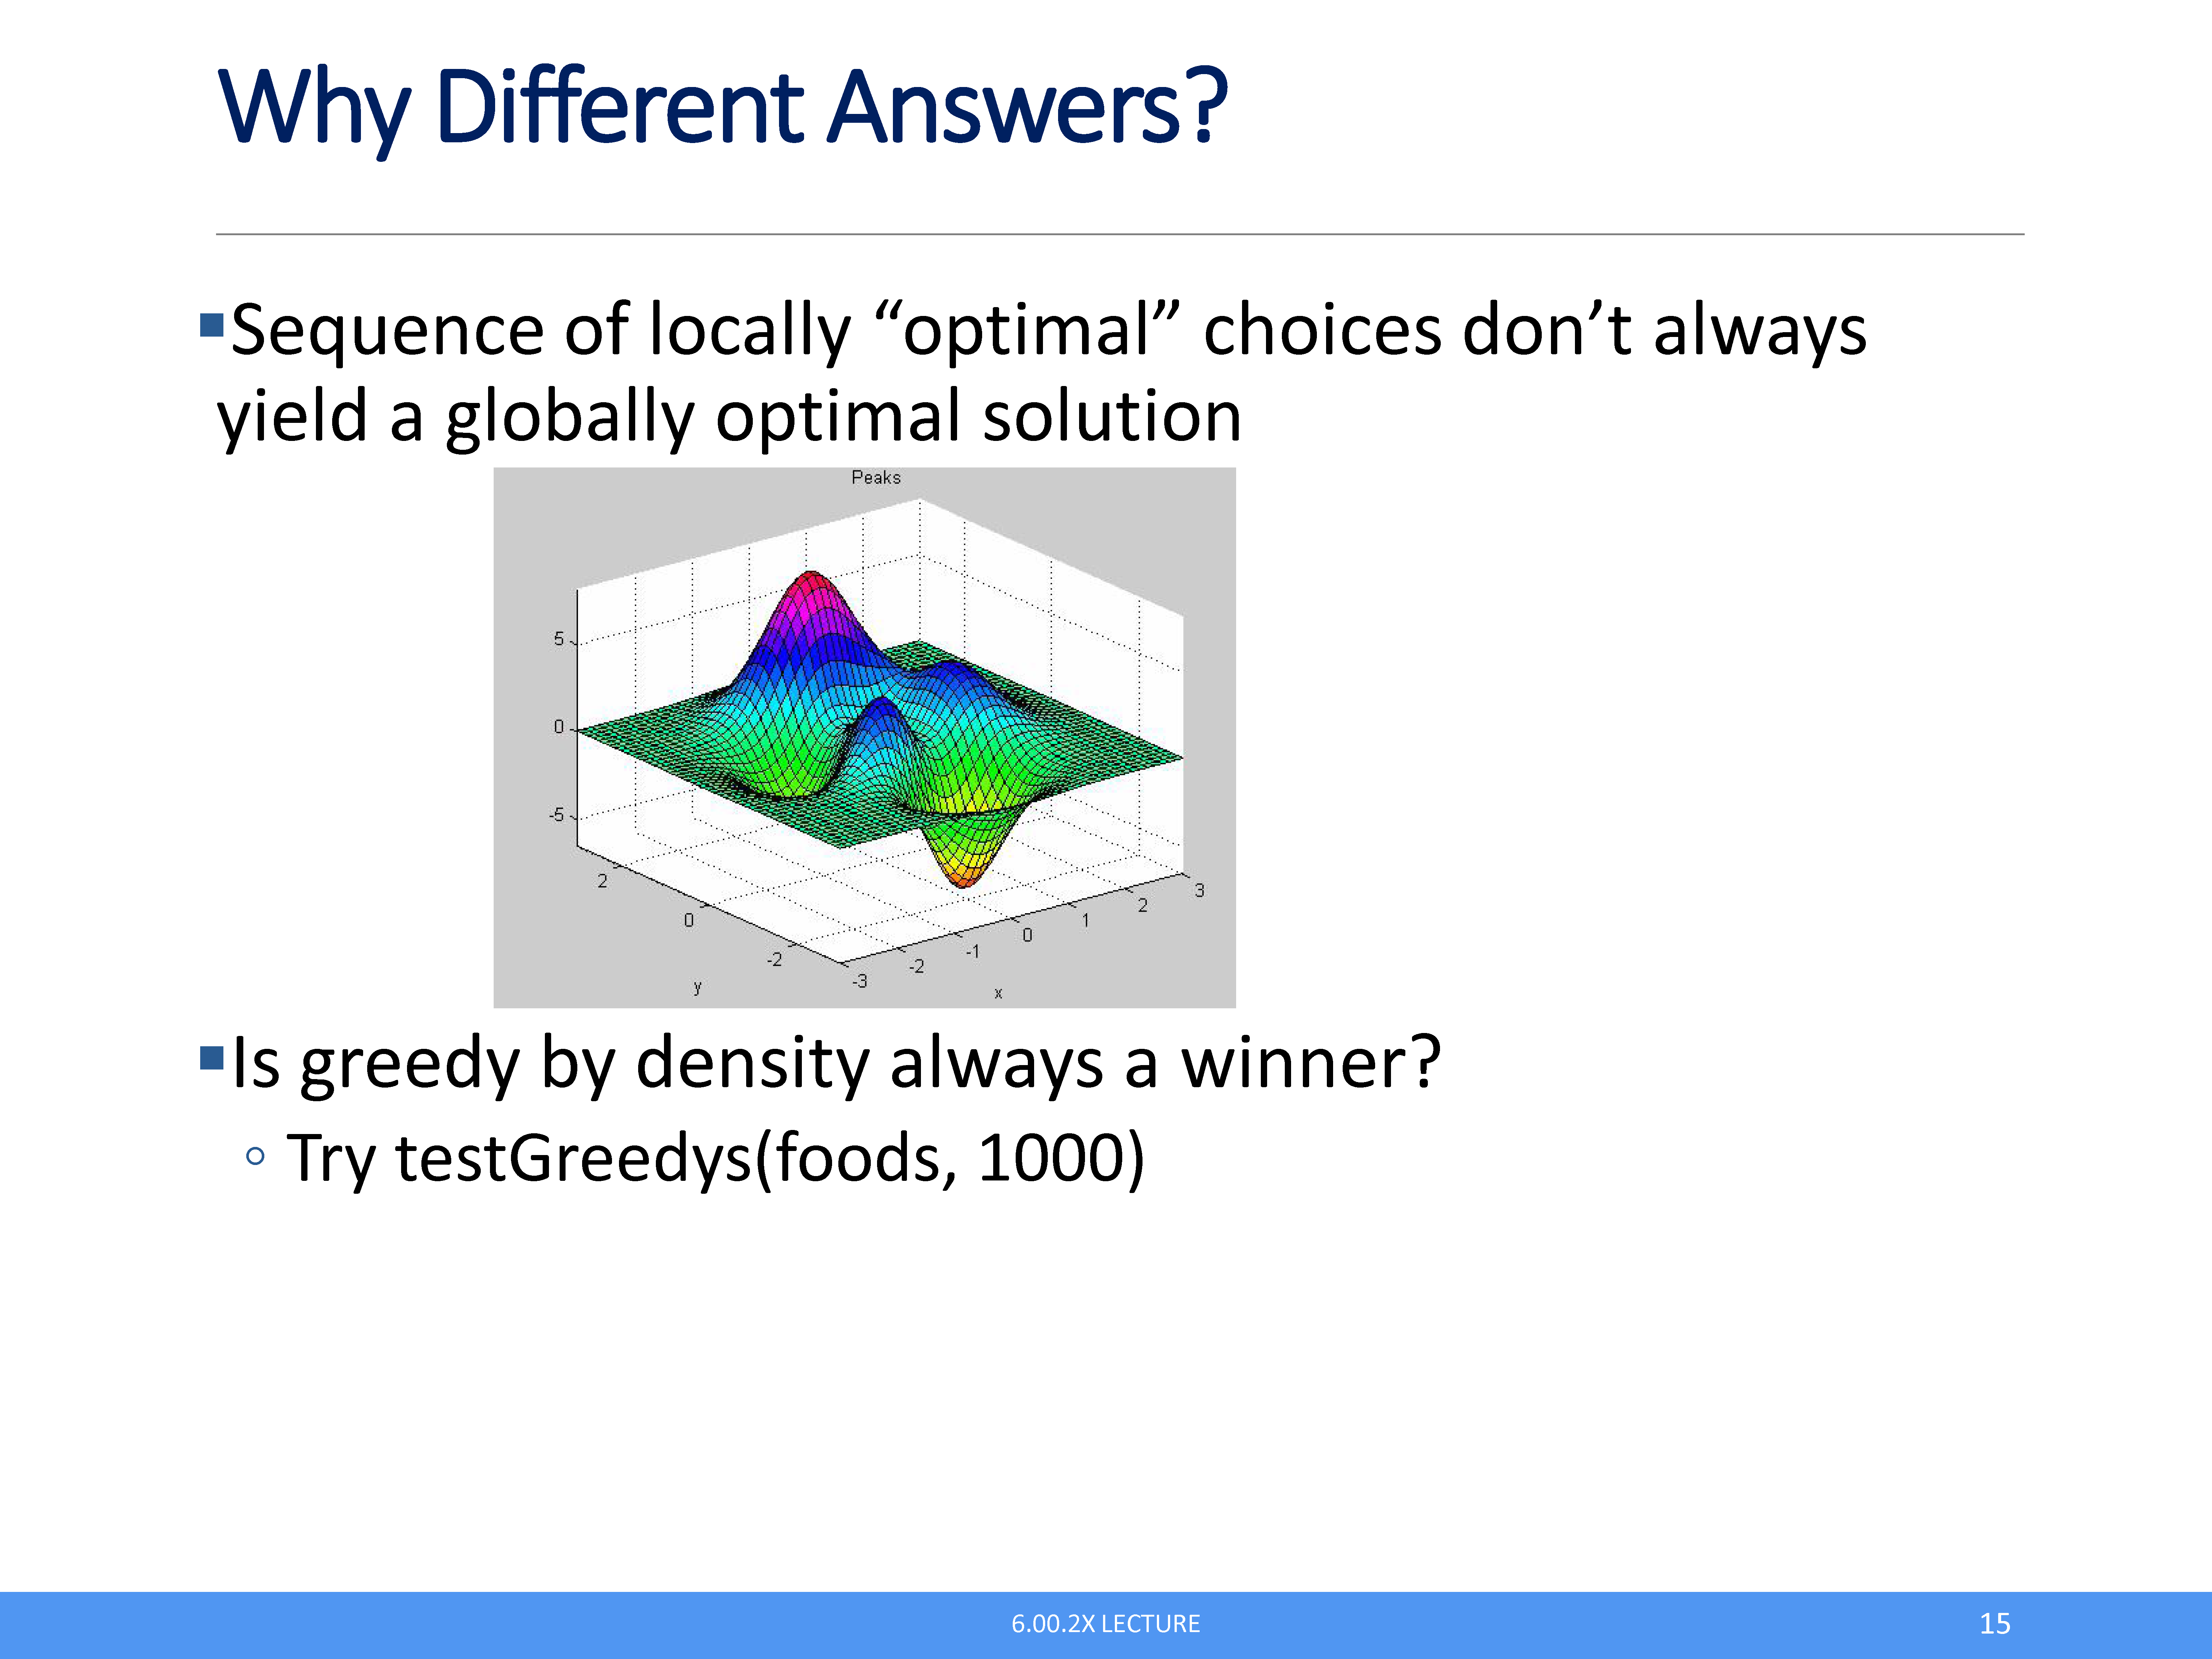 Why Different Answers?
▪Sequence of locally “optimal” choices don’t always
yield a globally optimal solution
Peaks
5
0
-5
2
0
-2
y
-3
-2
-1
0
1
2
3
x
▪Is greedy by density always a winner?
◦ Try testGreedys(foods, 1000)
6.00.2X LECTURE
15